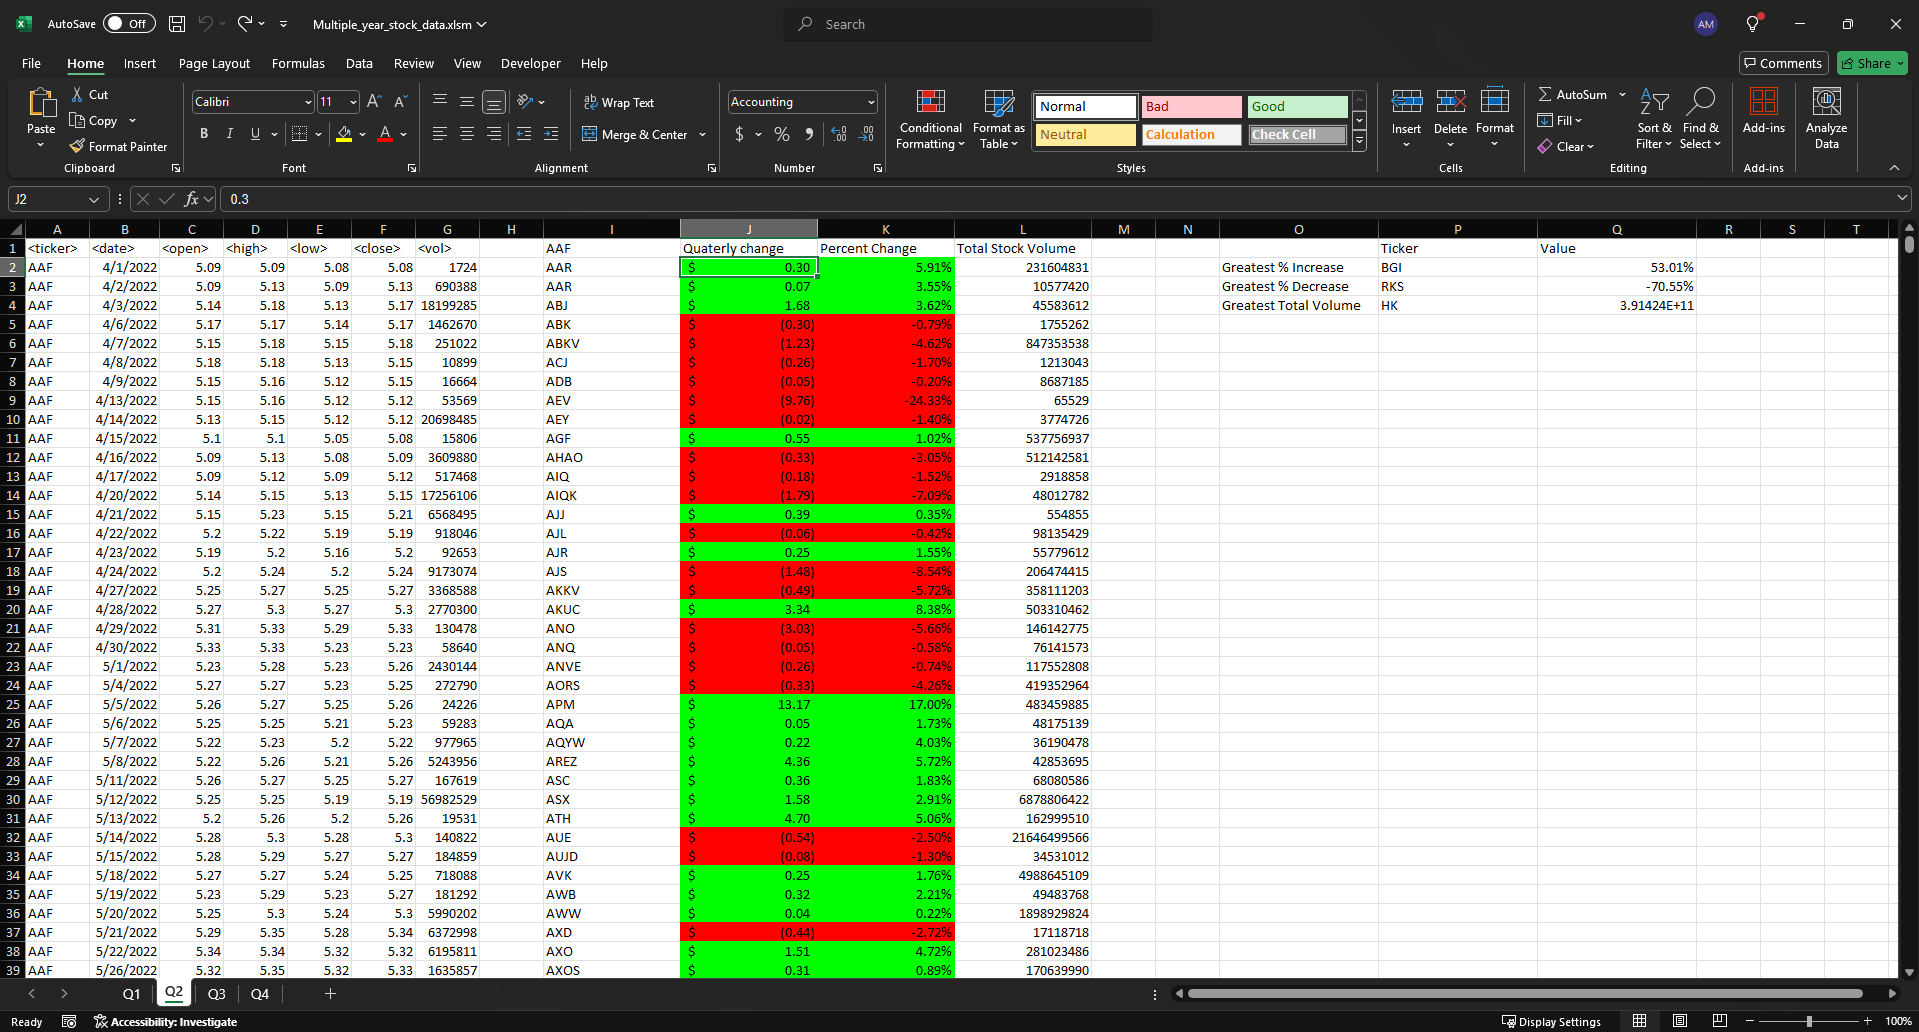 AutoSave Off Multiple_year_stock_data.xlsm Search AM
File Home Insert Page Layout Formulas Data Review View Developer Help Comments Share
Paste Cut Copy Format Painter Clipboard
Calibri 11 B I U A A A Font
ab Wrap Text Merge & Center Alignment
Accounting $ % 9 Number
Conditional Formatting Format as Table
Normal Bad Good
Neutral Calculation Check Cell
Styles
Insert Delete Format Cells
AutoSum Fill Clear Sort & Filter Find & Select Editing
Add-ins Add-ins
Analyze Data
J2 fx 0.3
A B C D E F G H I J K L M N O P Q R S T
1 <ticker> <date> <open> <high> <low> <close> <vol> AAF Quaterly change Percent Change Total Stock Volume Ticker Value
2 AAF 4/1/2022 5.09 5.09 5.08 5.08 1724 AAR $ 0.30 5.91% 231604831 Greatest % Increase BGI 53.01%
3 AAF 4/2/2022 5.09 5.13 5.09 5.13 690388 AAR $ 0.07 3.55% 10577420 Greatest % Decrease RKS -70.55%
4 AAF 4/3/2022 5.14 5.18 5.13 5.17 18199285 ABJ $ 1.68 3.62% 45583612 Greatest Total Volume HK 3.91424E+11
5 AAF 4/6/2022 5.17 5.17 5.14 5.17 1462670 ABK $ (0.30) -0.79% 1755262
6 AAF 4/7/2022 5.15 5.18 5.15 5.18 251022 ABKV $ (1.23) -4.62% 847353538
7 AAF 4/8/2022 5.18 5.18 5.13 5.15 10899 ACJ $ (0.26) -1.70% 1213043
8 AAF 4/9/2022 5.15 5.16 5.12 5.15 16664 ADB $ (0.05) -0.20% 8687185
9 AAF 4/13/2022 5.15 5.16 5.12 5.12 53569 AEV $ (9.76) -24.33% 65529
10 AAF 4/14/2022 5.13 5.15 5.12 5.12 20698485 AEY $ (0.02) -1.40% 3774726
11 AAF 4/15/2022 5.1 5.1 5.05 5.08 15806 AGF $ 0.55 1.02% 537756937
12 AAF 4/16/2022 5.09 5.13 5.08 5.09 3609880 AHAO $ (0.33) -3.05% 512142581
13 AAF 4/17/2022 5.09 5.12 5.09 5.12 517468 AIQ $ (0.18) -1.52% 2918858
14 AAF 4/20/2022 5.14 5.15 5.13 5.15 17256106 AIQK $ (1.79) -7.09% 48012782
15 AAF 4/21/2022 5.15 5.23 5.15 5.21 6568495 AJJ $ 0.39 0.35% 554855
16 AAF 4/22/2022 5.2 5.22 5.19 5.19 918046 AJL $ (0.06) -0.42% 98135429
17 AAF 4/23/2022 5.19 5.2 5.16 5.2 92653 AJR $ 0.25 1.55% 55779612
18 AAF 4/24/2022 5.2 5.24 5.2 5.24 9173074 AJS $ (1.48) -8.54% 206474415
19 AAF 4/27/2022 5.25 5.27 5.25 5.27 3368588 AKKV $ (0.49) -5.72% 358111203
20 AAF 4/28/2022 5.27 5.3 5.27 5.3 2770300 AKUC $ 3.34 8.38% 503310462
21 AAF 4/29/2022 5.31 5.33 5.29 5.33 130478 ANO $ (3.03) -5.66% 146142775
22 AAF 4/30/2022 5.33 5.33 5.23 5.23 58640 ANQ $ (0.05) -0.58% 76141573
23 AAF 5/1/2022 5.23 5.28 5.23 5.26 2430144 ANVE $ (0.26) -0.74% 117552808
24 AAF 5/4/2022 5.27 5.27 5.23 5.25 272790 AORS $ (0.33) -4.26% 419352964
25 AAF 5/5/2022 5.26 5.27 5.25 5.26 24226 APM $ 13.17 17.00% 483459885
26 AAF 5/6/2022 5.25 5.25 5.21 5.23 59283 AQA $ 0.05 1.73% 48175139
27 AAF 5/7/2022 5.22 5.23 5.2 5.22 977965 AQYW $ 0.22 4.03% 36190478
28 AAF 5/8/2022 5.22 5.26 5.21 5.26 5243956 AREZ $ 4.36 5.72% 42853695
29 AAF 5/11/2022 5.26 5.27 5.25 5.27 167619 ASC $ 0.36 1.83% 68080586
30 AAF 5/12/2022 5.25 5.25 5.19 5.19 56982529 ASX $ 1.58 2.91% 6878806422
31 AAF 5/13/2022 5.2 5.26 5.2 5.26 19531 ATH $ 4.70 5.06% 162999510
32 AAF 5/14/2022 5.28 5.3 5.28 5.3 140822 AUE $ (0.54) -2.50% 21646499566
33 AAF 5/15/2022 5.28 5.29 5.27 5.27 184859 AUJD $ (0.08) -1.30% 34531012
34 AAF 5/18/2022 5.27 5.27 5.24 5.25 718088 AVK $ 0.25 1.76% 4988645109
35 AAF 5/19/2022 5.23 5.29 5.23 5.27 181292 AWB $ 0.32 2.21% 49483768
36 AAF 5/20/2022 5.25 5.3 5.24 5.3 5990202 AWW $ 0.04 0.22% 1898929824
37 AAF 5/21/2022 5.29 5.35 5.28 5.34 6372998 AXD $ (0.44) -2.72% 17118718
38 AAF 5/22/2022 5.34 5.34 5.32 5.32 6195811 AXO $ 1.51 4.72% 281023486
39 AAF 5/26/2022 5.32 5.35 5.32 5.33 1635857 AXOS $ 0.31 0.89% 170639990
Q1 Q2 Q3 Q4
Ready Accessibility: Investigate Display Settings 100%